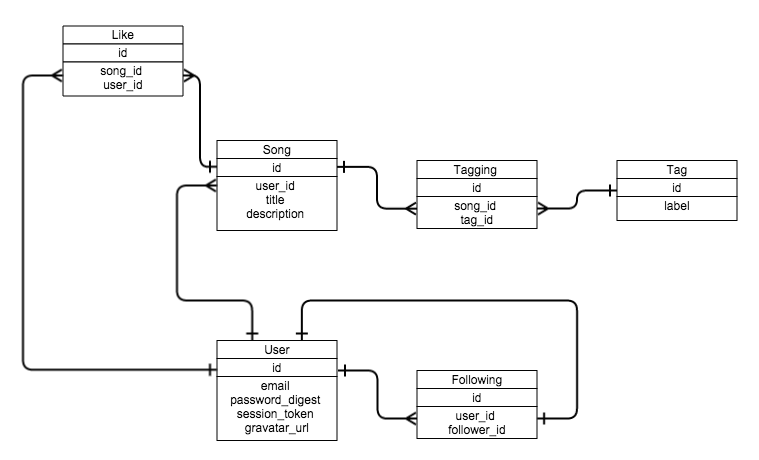 Like
id
song_id
user_id
Song
id
user_id
title
description
Tagging
id
song_id
tag_id
Tag
id
label
User
id
email
password_digest
session_token
gravatar_url
Following
id
user_id
follower_id